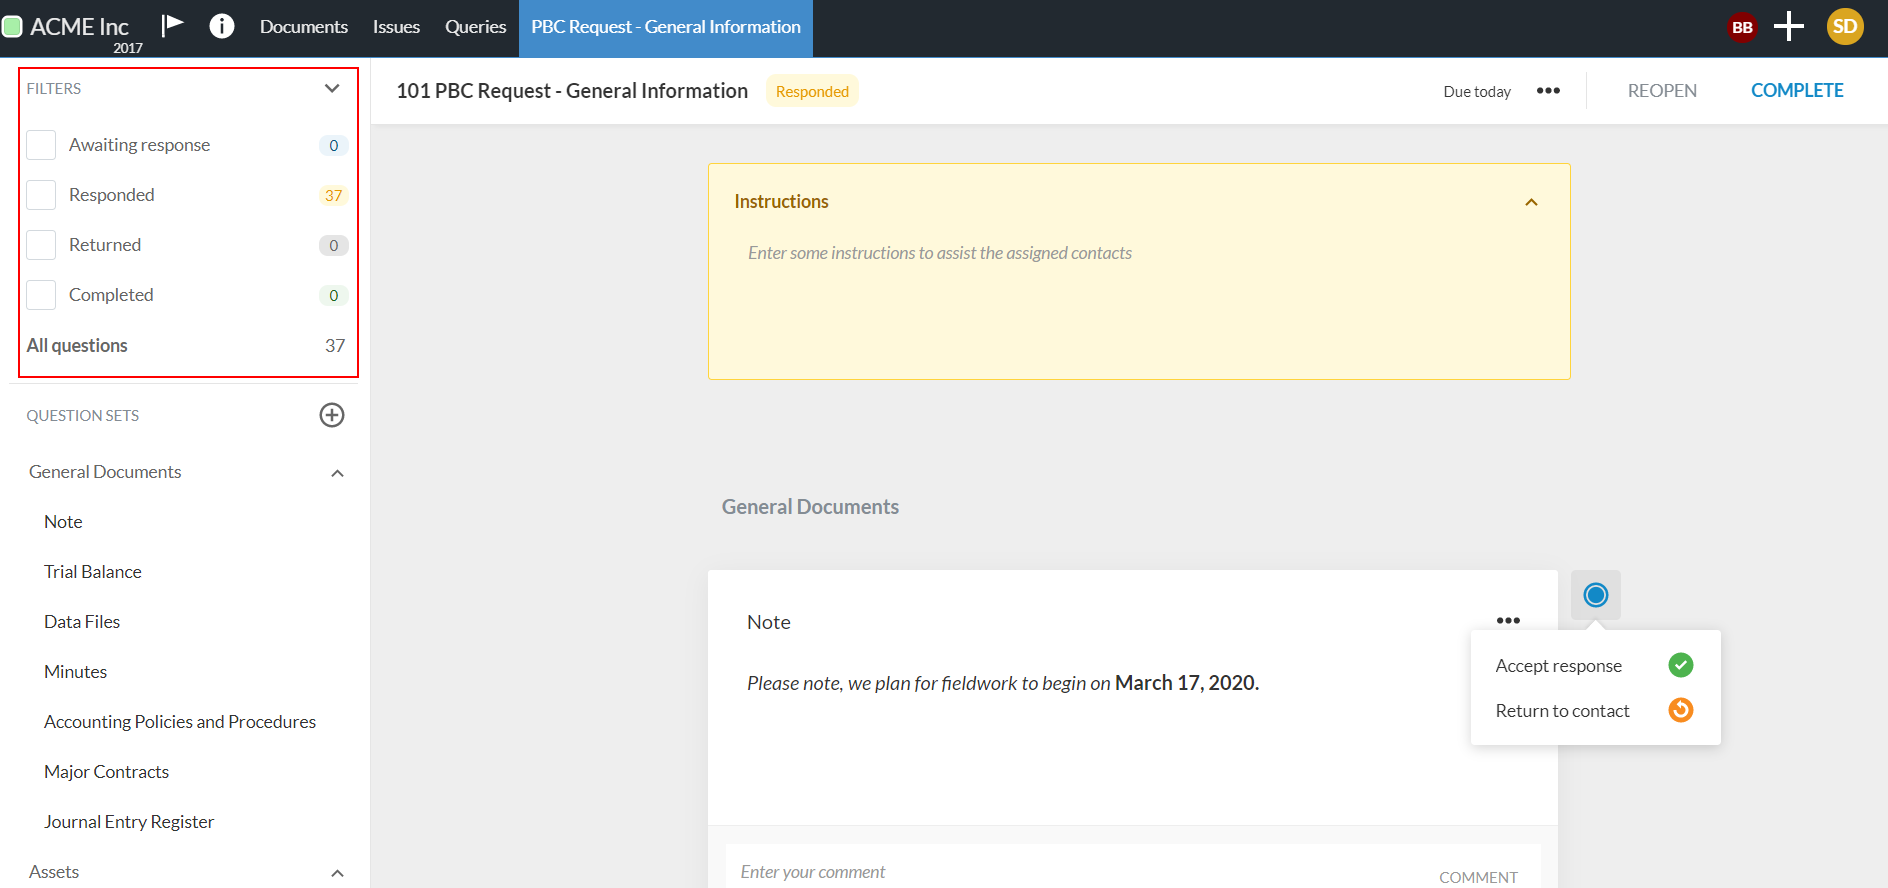 ACME Inc
2017
Documents
Issues
Queries
PBC Request - General Information
BB
SD
FILTERS
Awaiting response 0
Responded 37
Returned 0
Completed 0
All questions 37
QUESTION SETS
General Documents
Note
Trial Balance
Data Files
Minutes
Accounting Policies and Procedures
Major Contracts
Journal Entry Register
Assets
101 PBC Request - General Information
Responded
Due today
REOPEN
COMPLETE
Instructions
Enter some instructions to assist the assigned contacts
General Documents
Note
Please note, we plan for fieldwork to begin on March 17, 2020.
Accept response
Return to contact
Enter your comment
COMMENT